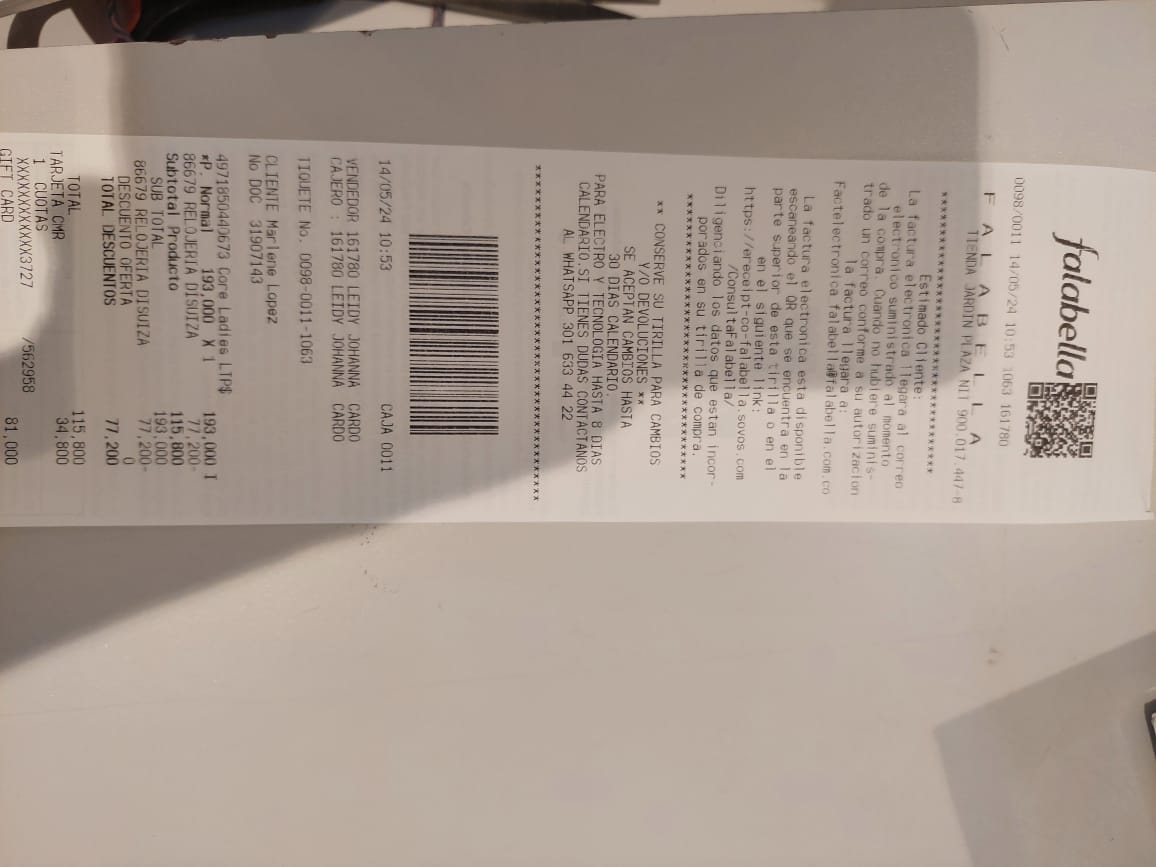 falabella
0098/0011 14/05/24 10:53 1063 161780
F A L A B E L L A
TIENDA JARDIN PLAZA NIT 900.017.447-8
************************************
Estimado Cliente:
La factura electronica llegara al correo
electronico suministrado al momento
de la compra. Cuando no hubiere suminis-
trado un correo conforme a su autorizacion
la factura llegara a:
Factelectronica falabella@falabella.com.co
La factura electronica esta disponible
escaneando el QR que se encuentra en la
parte superior de esta tirilla o en el
en el siguiente link:
https://ereceipt-co-falabella.sovos.com
/ConsultaFalabella/
Diligenciando los datos que estan incor-
porados en su tirilla de compra.
************************************
** CONSERVE SU TIRILLA PARA CAMBIOS
Y/O DEVOLUCIONES **
SE ACEPTAN CAMBIOS HASTA
30 DIAS CALENDARIO.
PARA ELECTRO Y TECNOLOGIA HASTA 8 DIAS
CALENDARIO.SI TIENES DUDAS CONTACTANOS
AL WHATSAPP 301 633 44 22
******************************************
14/05/24 10:53 CAJA 0011
VENDEDOR 161780 LEIDY JOHANNA CARDO
CAJERO : 161780 LEIDY JOHANNA CARDO
TIQUETE No. 0098-0011-1063
CLIENTE Marlene Lopez
No DOC 31907143
4971850440673 Core Ladies LTP$
*P. Normal 193,000 X 1 193,000 I
86679 RELOJERIA DISUIZA 77,200-
Subtotal Producto 115,800
SUB TOTAL 193,000
86679 RELOJERIA DISUIZA 77,200-
DESCUENTO OFERTA 0
TOTAL DESCUENTOS 77,200
TOTAL 115,800
TARJETA CMR 34,800
1 CUOTAS
XXXXXXXXXXXX3727 /562958
GIFT CARD 81,000